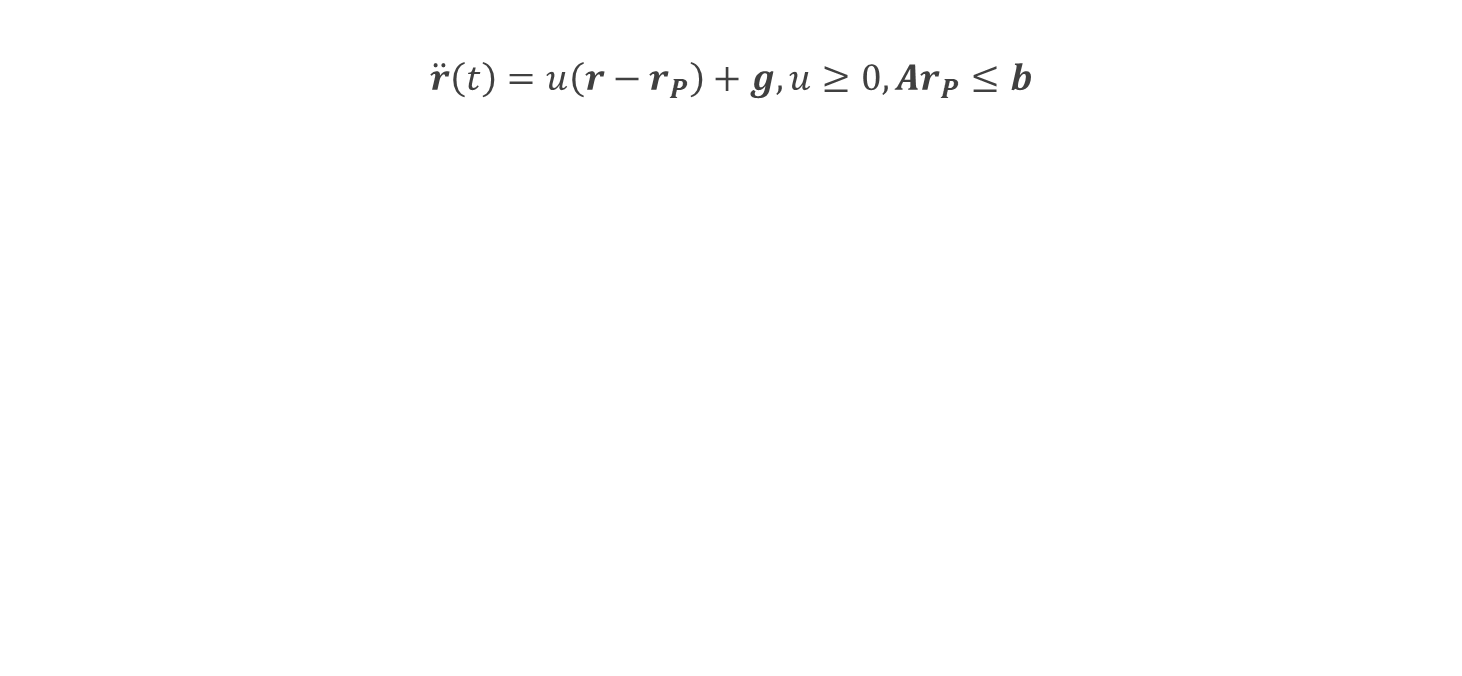 r̈(t) = u(r − r_P) + g, u ≥ 0, Ar_P ≤ b